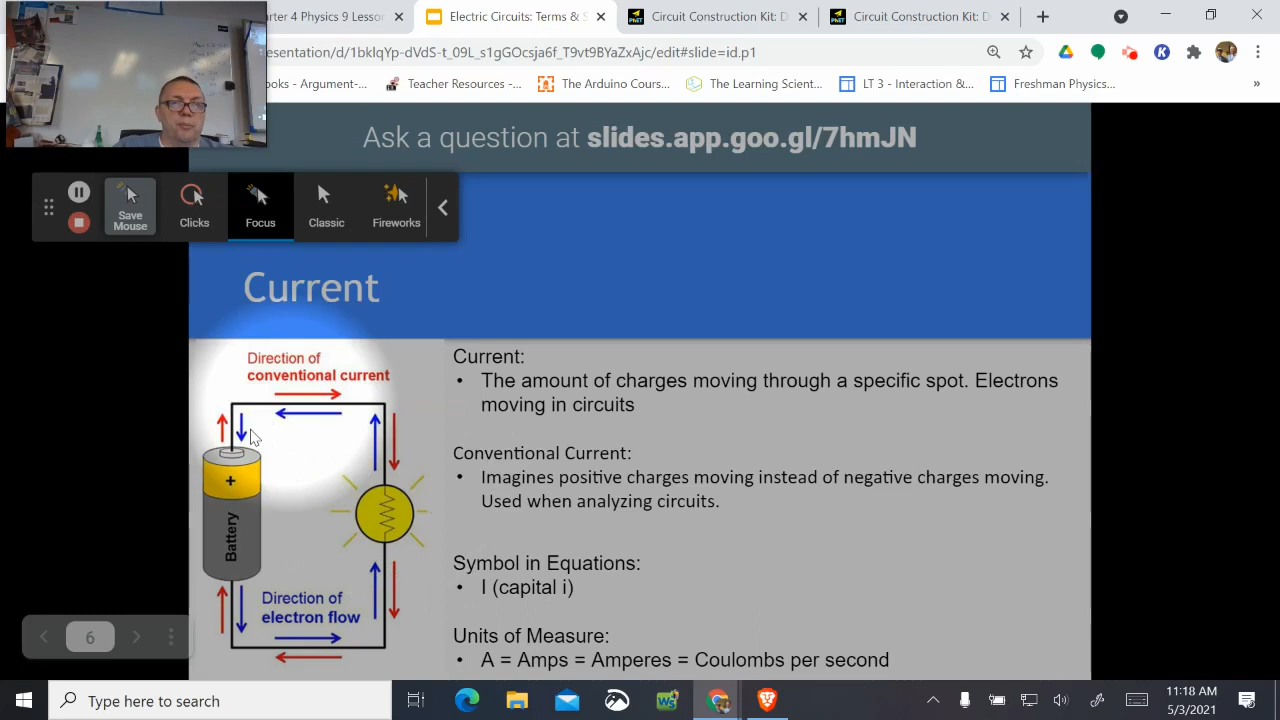 arter 4 Physics 9 Lesson
Electric Circuits: Terms & S
Circuit Construction Kit: D
Circuit Construction Kit: D
esentation/d/1bklqYp-dVdS-t_09L_s1gGOcsja6f_T9vt9BYaZxAjc/edit#slide=id.p1
ooks - Argument-...
Teacher Resources -...
The Arduino Cours...
The Learning Scient...
LT 3 - Interaction &...
Freshman Physics...
»
Ask a question at slides.app.goo.gl/7hmJN
Save Mouse
Clicks
Focus
Classic
Fireworks
Current
Direction of
conventional current
+
Battery
Direction of
electron flow
Current:
• The amount of charges moving through a specific spot. Electrons
moving in circuits
Conventional Current:
• Imagines positive charges moving instead of negative charges moving.
Used when analyzing circuits.
Symbol in Equations:
• I (capital i)
Units of Measure:
• A = Amps = Amperes = Coulombs per second
6
Type here to search
11:18 AM
5/3/2021